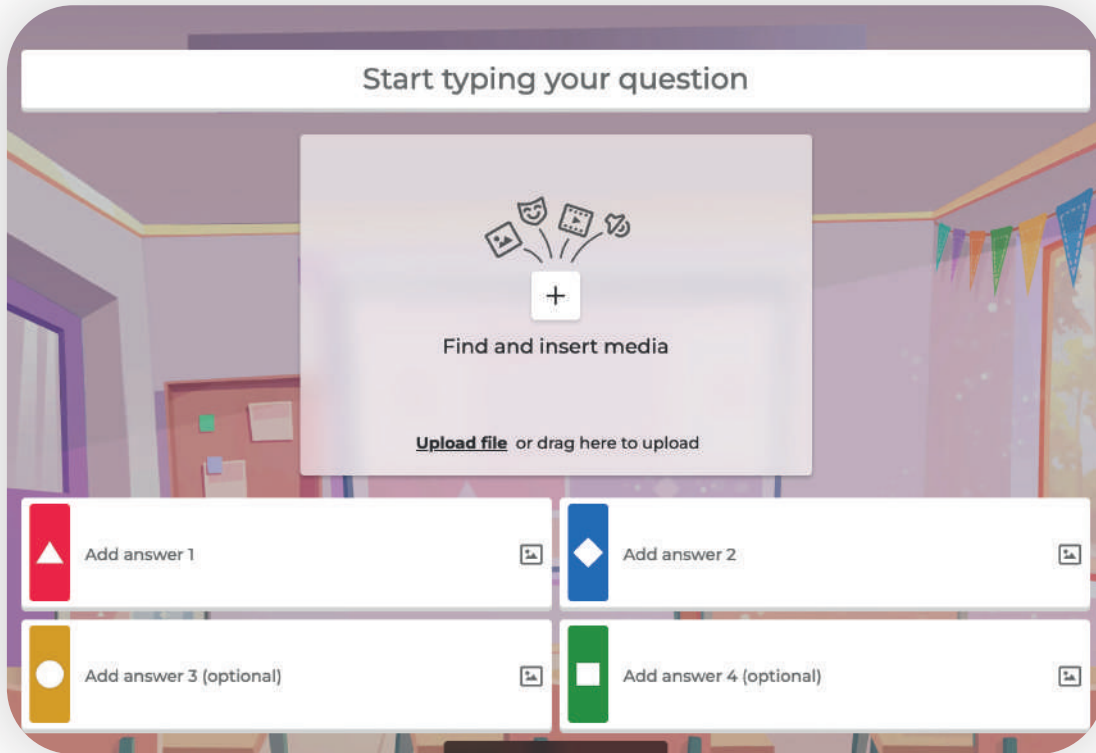 Start typing your question
Find and insert media
Upload file or drag here to upload
Add answer 1
Add answer 2
Add answer 3 (optional)
Add answer 4 (optional)